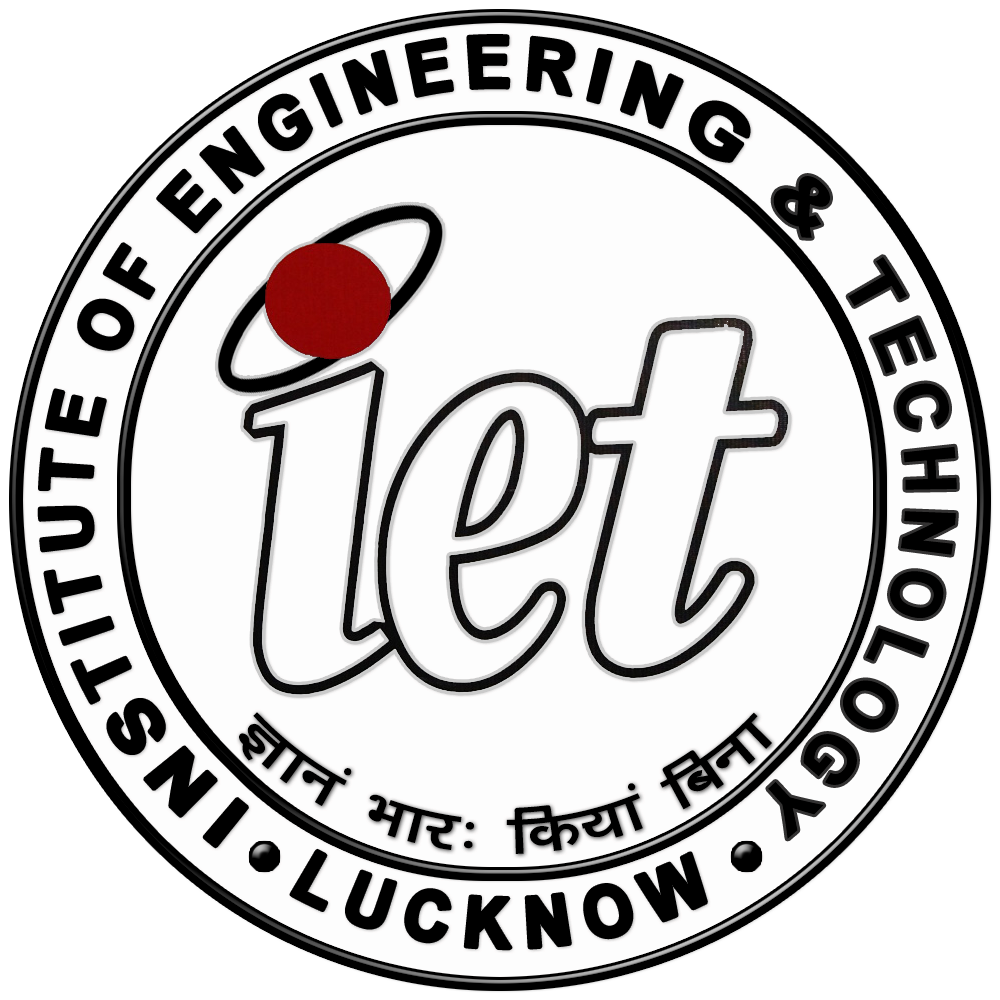 INSTITUTE OF ENGINEERING & TECHNOLOGY
iet
ज्ञानं भारः कियां बिना
• LUCKNOW •